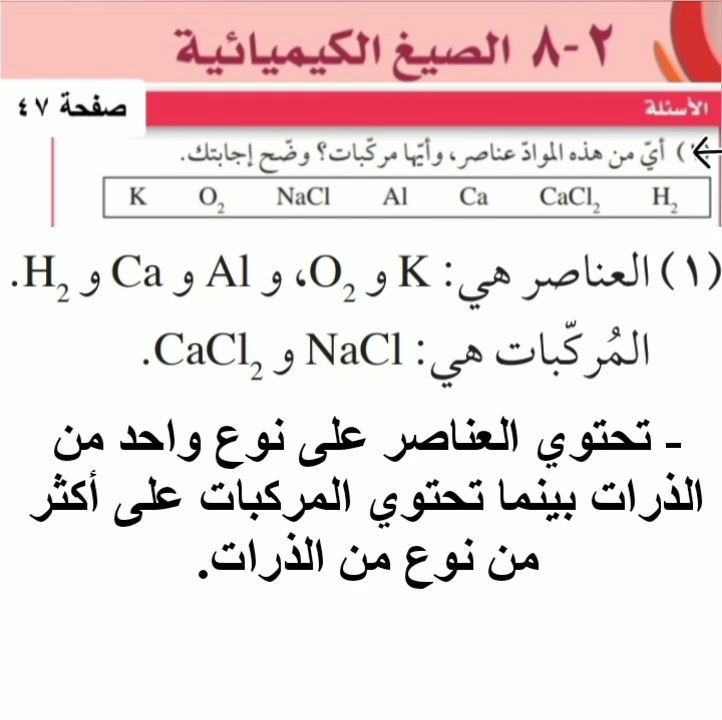 ٢-٨ الصيغ الكيميائية
الأسئلة
صفحة ٤٧
) أيّ من هذه الموادّ عناصر، وأيّها مركّبات؟ وضّح إجابتك.
K O₂ NaCl Al Ca CaCl₂ H₂
(١) العناصر هي: K و O₂، و Al و Ca و H₂.
المُركّبات هي: NaCl و CaCl₂.
- تحتوي العناصر على نوع واحد من
الذرات بينما تحتوي المركبات على أكثر
من نوع من الذرات.